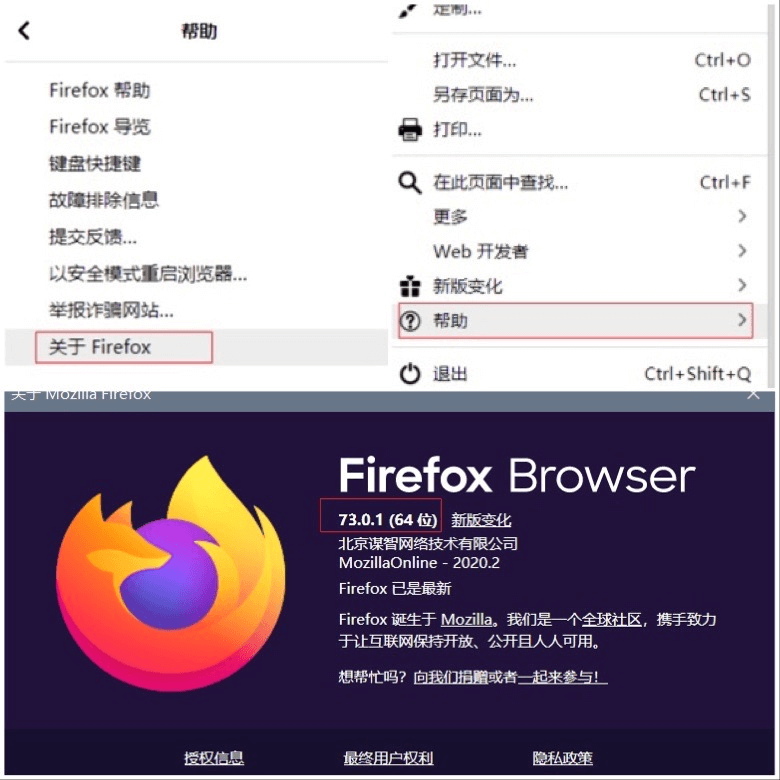 帮助
Firefox 帮助
Firefox 导览
键盘快捷键
故障排除信息
提交反馈...
以安全模式重启浏览器...
举报诈骗网站...
关于 Firefox
定制...
打开文件... Ctrl+O
另存页面为... Ctrl+S
打印...
在此页面中查找... Ctrl+F
更多
Web 开发者
新版变化
帮助
退出 Ctrl+Shift+Q
关于 Mozilla Firefox
Firefox Browser
73.0.1 (64 位) 新版变化
北京谋智网络技术有限公司
MozillaOnline - 2020.2
Firefox 已是最新
Firefox 诞生于 Mozilla。我们是一个全球社区，携手致力
于让互联网保持开放、公开且人人可用。
想帮忙吗？向我们捐赠或者一起来参与！
授权信息 最终用户权利 隐私政策